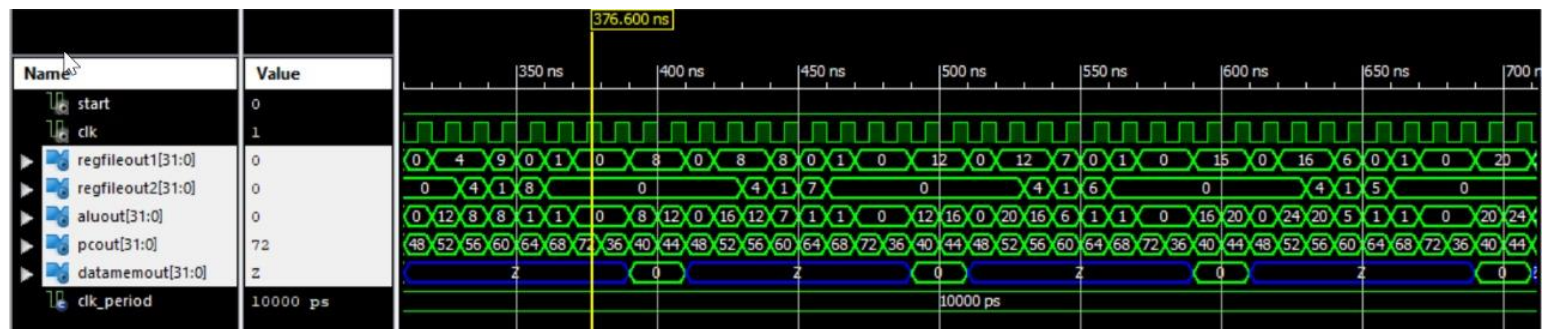 376.600 ns
Name Value 350 ns 400 ns 450 ns 500 ns 550 ns 600 ns 650 ns 700 n
start 0
clk 1
regfileout1[31:0] 0 0 4 9 0 1 0 8 0 8 8 0 1 0 12 0 12 7 0 1 0 16 0 16 6 0 1 0 20
regfileout2[31:0] 0 0 4 1 8 0 4 1 7 0 4 1 6 0 4 1 5 0
aluout[31:0] 0 0 12 8 8 1 1 0 8 12 0 16 12 7 1 1 0 12 16 0 20 16 6 1 1 0 16 20 0 24 20 5 1 1 0 20 24
pcout[31:0] 72 48 52 56 60 64 68 72 36 40 44 48 52 56 60 64 68 72 36 40 44 48 52 56 60 64 68 72 36 40 44 48 52 56 60 64 68 72 36 40 44
datamemout[31:0] Z Z 0 Z 0 Z 0 Z 0
clk_period 10000 ps 10000 ps